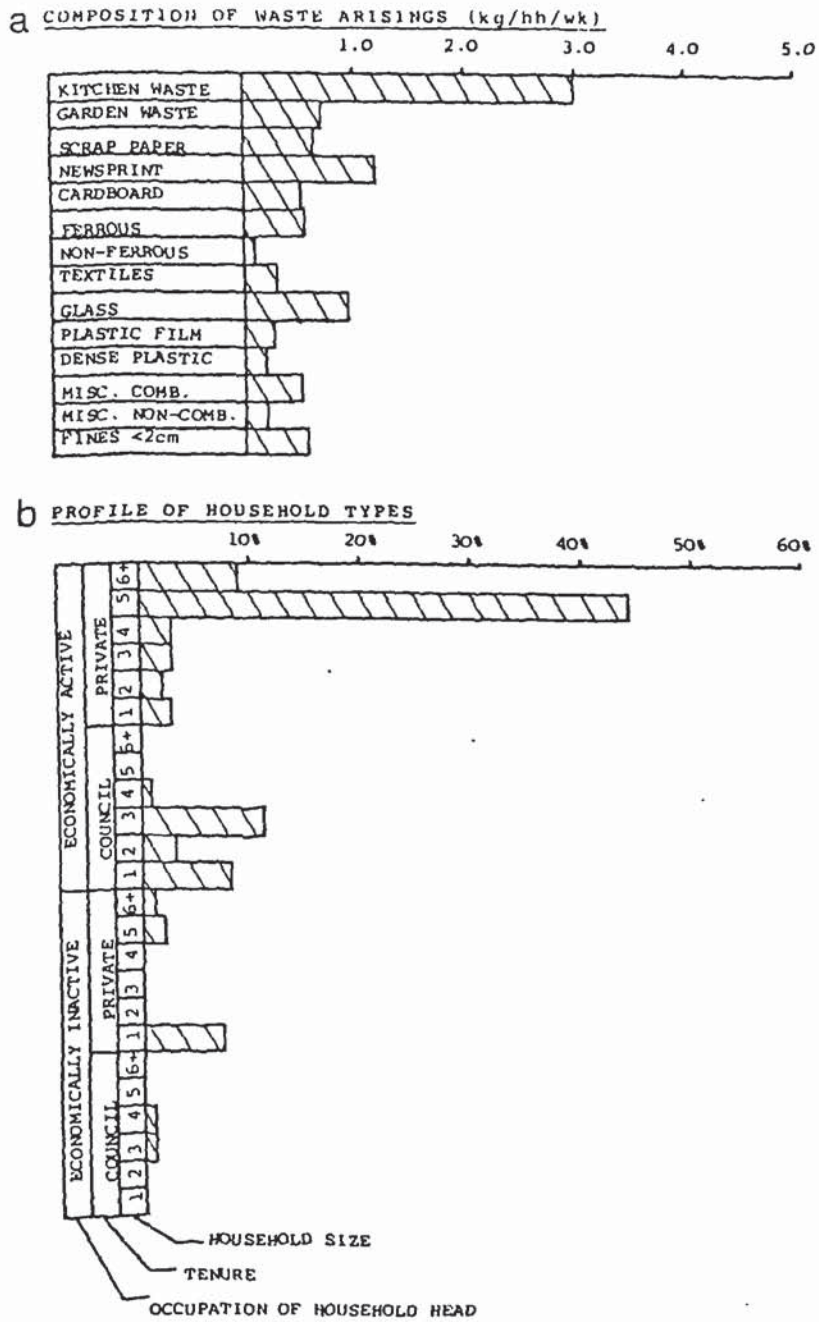 a COMPOSITION OF WASTE ARISINGS (kg/hh/wk)
1.0 2.0 3.0 4.0 5.0
KITCHEN WASTE
GARDEN WASTE
SCRAP PAPER
NEWSPRINT
CARDBOARD
FERROUS
NON-FERROUS
TEXTILES
GLASS
PLASTIC FILM
DENSE PLASTIC
MISC. COMB.
MISC. NON-COMB.
FINES <2cm
b PROFILE OF HOUSEHOLD TYPES
10% 20% 30% 40% 50% 60%
ECONOMICALLY ACTIVE
PRIVATE
6+
5
4
3
2
1
COUNCIL
6+
5
4
3
2
1
ECONOMICALLY INACTIVE
PRIVATE
6+
5
4
3
2
1
COUNCIL
6+
5
4
3
2
1
HOUSEHOLD SIZE
TENURE
OCCUPATION OF HOUSEHOLD HEAD